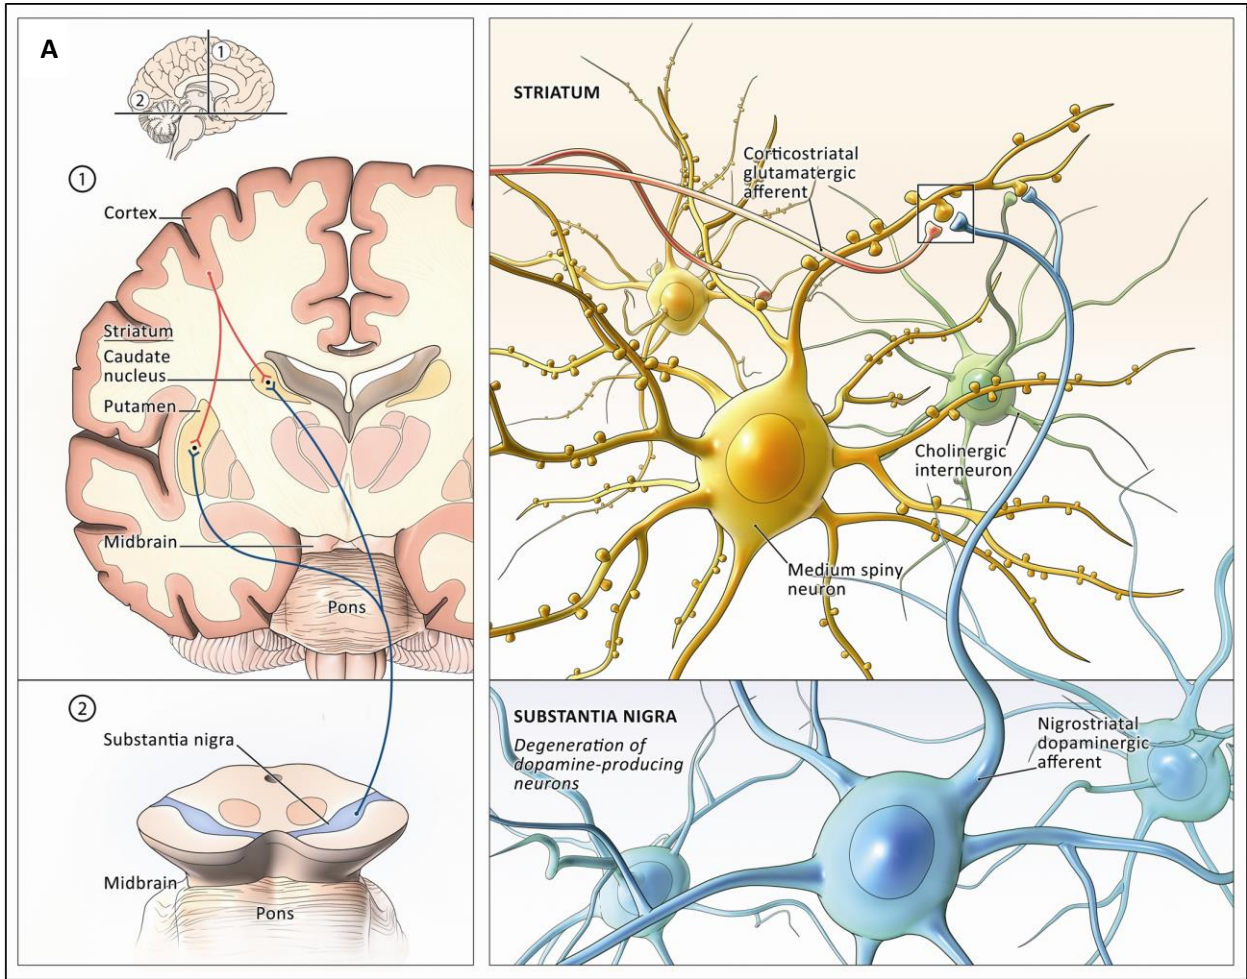 A
1
2
1
Cortex
Striatum
Caudate
nucleus
Putamen
Midbrain
Pons
2
Substantia nigra
Midbrain
Pons
STRIATUM
Corticostriatal
glutamatergic
afferent
Cholinergic
interneuron
Medium spiny
neuron
SUBSTANTIA NIGRA
Degeneration of
dopamine-producing
neurons
Nigrostriatal
dopaminergic
afferent